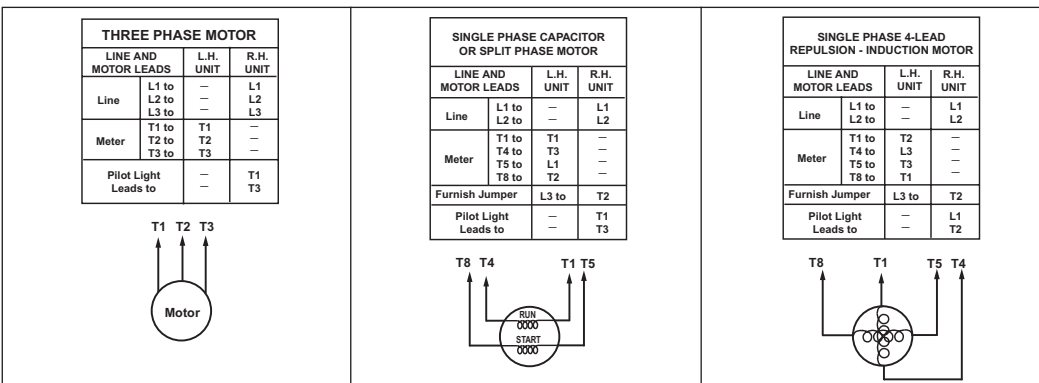 THREE PHASE MOTOR
LINE AND MOTOR LEADS L.H. UNIT R.H. UNIT
Line L1 to – L1
L2 to – L2
L3 to – L3
Meter T1 to T1 –
T2 to T2 –
T3 to T3 –
Pilot Light Leads to – T1
– T3
T1 T2 T3
Motor
SINGLE PHASE CAPACITOR
OR SPLIT PHASE MOTOR
LINE AND MOTOR LEADS L.H. UNIT R.H. UNIT
Line L1 to – L1
L2 to – L2
Meter T1 to T1 –
T4 to T3 –
T5 to L1 –
T8 to T2 –
Furnish Jumper L3 to T2
Pilot Light Leads to – T1
– T3
T8 T4 T1 T5
RUN
START
SINGLE PHASE 4-LEAD
REPULSION - INDUCTION MOTOR
LINE AND MOTOR LEADS L.H. UNIT R.H. UNIT
Line L1 to – L1
L2 to – L2
Meter T1 to T2 –
T4 to L3 –
T5 to T3 –
T8 to T1 –
Furnish Jumper L3 to T2
Pilot Light Leads to – L1
– T2
T8 T1 T5 T4